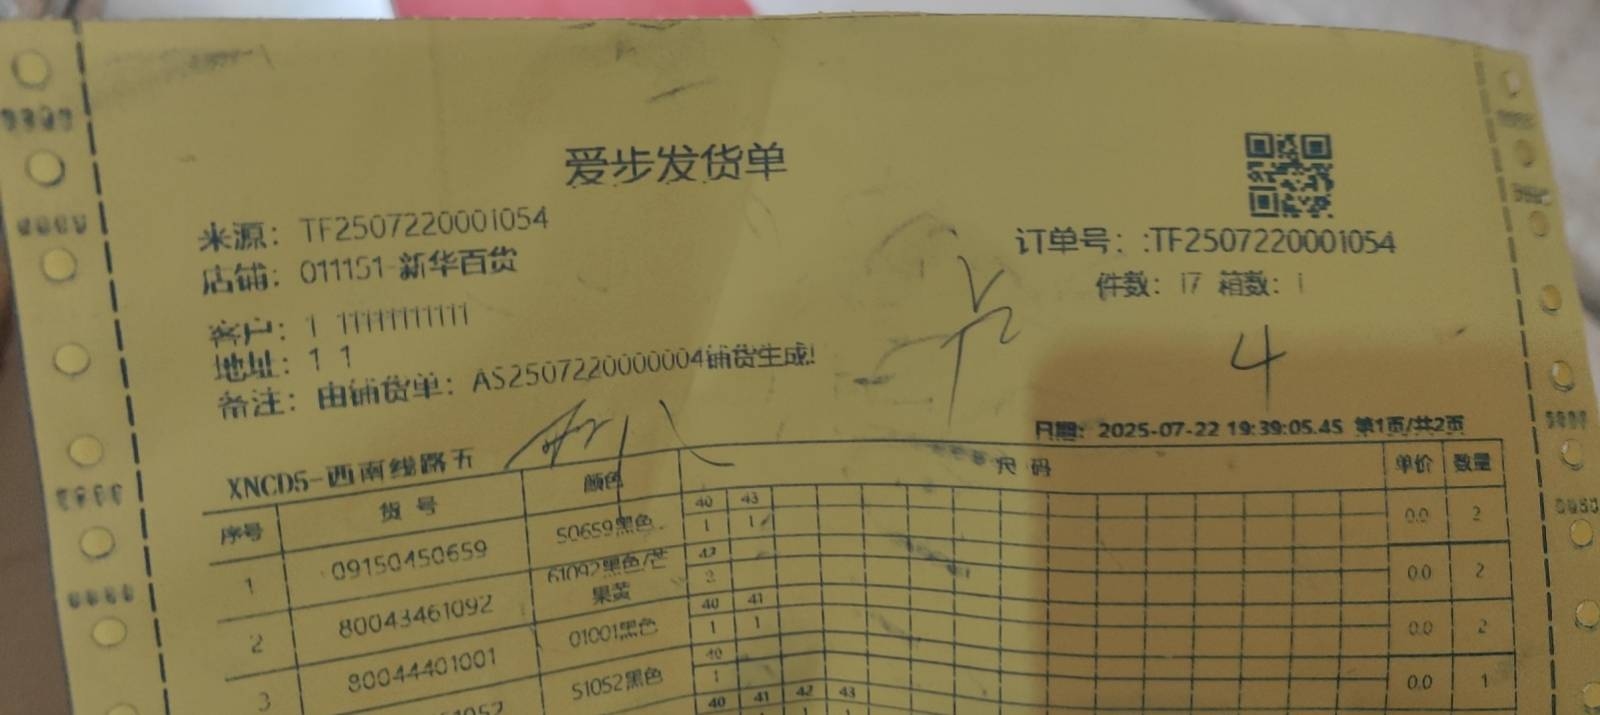 爱步发货单
来源：TF2507220001054
订单号：:TF2507220001054
店铺：011151-新华百货
件数：17 箱数：1
客户：1 11111111111
地址：1 1
4
备注：由铺货单：AS2507220000004铺货生成!
日期：2025-07-22 19:39:05.45 第1页/共2页
XNCD5-西南线路五
序号 货号 颜色 尺码 单价 数量
40 43
1 09150450659 50659黑色 1 1 0.0 2
42
2 80043461092 61092黑色/芒果黄 2 0.0 2
40 41
3 80044401001 01001黑色 1 1 0.0 2
40
51052黑色 1 0.0 1
40 41 42 43